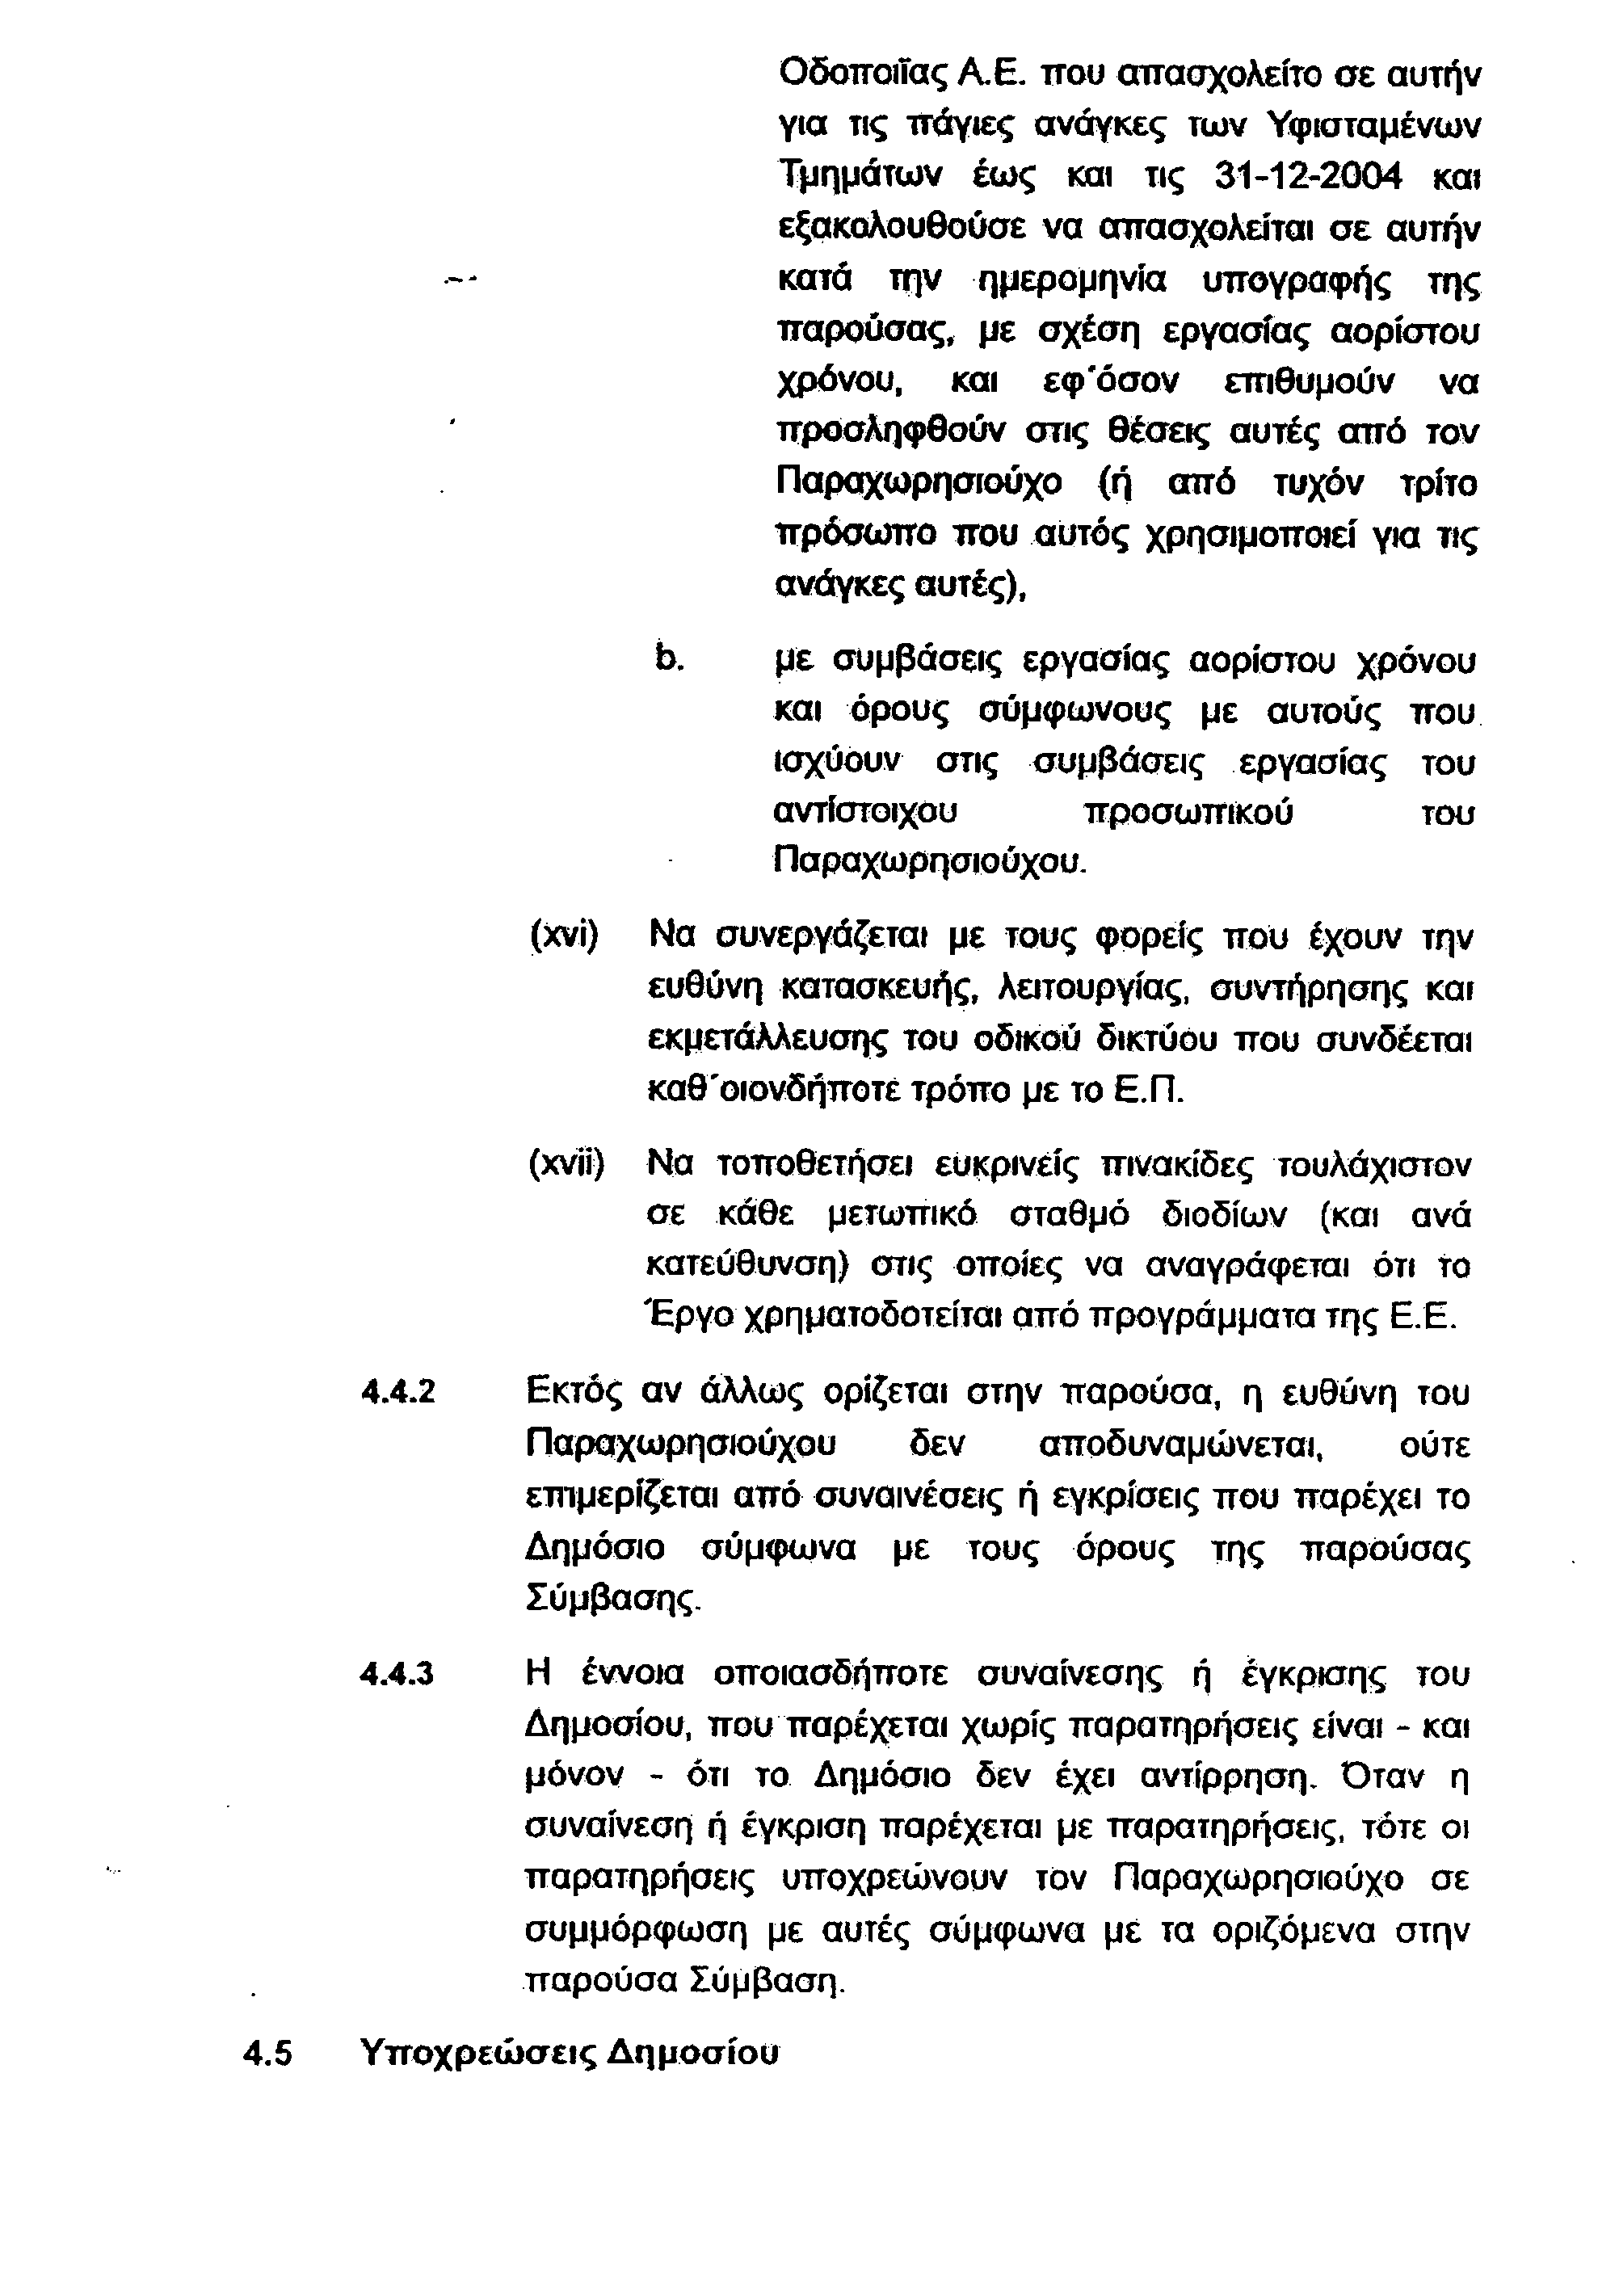 Οδοποιΐας Α.Ε. που απασχολείτο σε αυτήν
για τις πάγιες ανάγκες των Υφισταμένων
Τμημάτων έως και τις 31-12-2004 και
εξακολουθούσε να απασχολείται σε αυτήν
κατά την ημερομηνία υπογραφής της
παρούσας, με σχέση εργασίας αορίστου
χρόνου, και εφ΄όσον επιθυμούν να
προσληφθούν στις θέσεις αυτές από τον
Παραχωρησιούχο (ή από τυχόν τρίτο
πρόσωπο που αυτός χρησιμοποιεί για τις
ανάγκες αυτές),
b. με συμβάσεις εργασίας αορίστου χρόνου
και όρους σύμφωνους με αυτούς που
ισχύουν στις συμβάσεις εργασίας του
αντίστοιχου προσωπικού του
Παραχωρησιούχου.
(xvi) Να συνεργάζεται με τους φορείς που έχουν την
ευθύνη κατασκευής, λειτουργίας, συντήρησης και
εκμετάλλευσης του οδικού δικτύου που συνδέεται
καθ΄οιονδήποτε τρόπο με το Ε.Π.
(xvii) Να τοποθετήσει ευκρινείς πινακίδες τουλάχιστον
σε κάθε μετωπικό σταθμό διοδίων (και ανά
κατεύθυνση) στις οποίες να αναγράφεται ότι το
Έργο χρηματοδοτείται από προγράμματα της Ε.Ε.
4.4.2 Εκτός αν άλλως ορίζεται στην παρούσα, η ευθύνη του
Παραχωρησιούχου δεν αποδυναμώνεται, ούτε
επιμερίζεται από συναινέσεις ή εγκρίσεις που παρέχει το
Δημόσιο σύμφωνα με τους όρους της παρούσας
Σύμβασης.
4.4.3 Η έννοια οποιασδήποτε συναίνεσης ή έγκρισης του
Δημοσίου, που παρέχεται χωρίς παρατηρήσεις είναι - και
μόνον - ότι το Δημόσιο δεν έχει αντίρρηση. Όταν η
συναίνεση ή έγκριση παρέχεται με παρατηρήσεις, τότε οι
παρατηρήσεις υποχρεώνουν τον Παραχωρησιούχο σε
συμμόρφωση με αυτές σύμφωνα με τα οριζόμενα στην
παρούσα Σύμβαση.
4.5 Υποχρεώσεις Δημοσίου